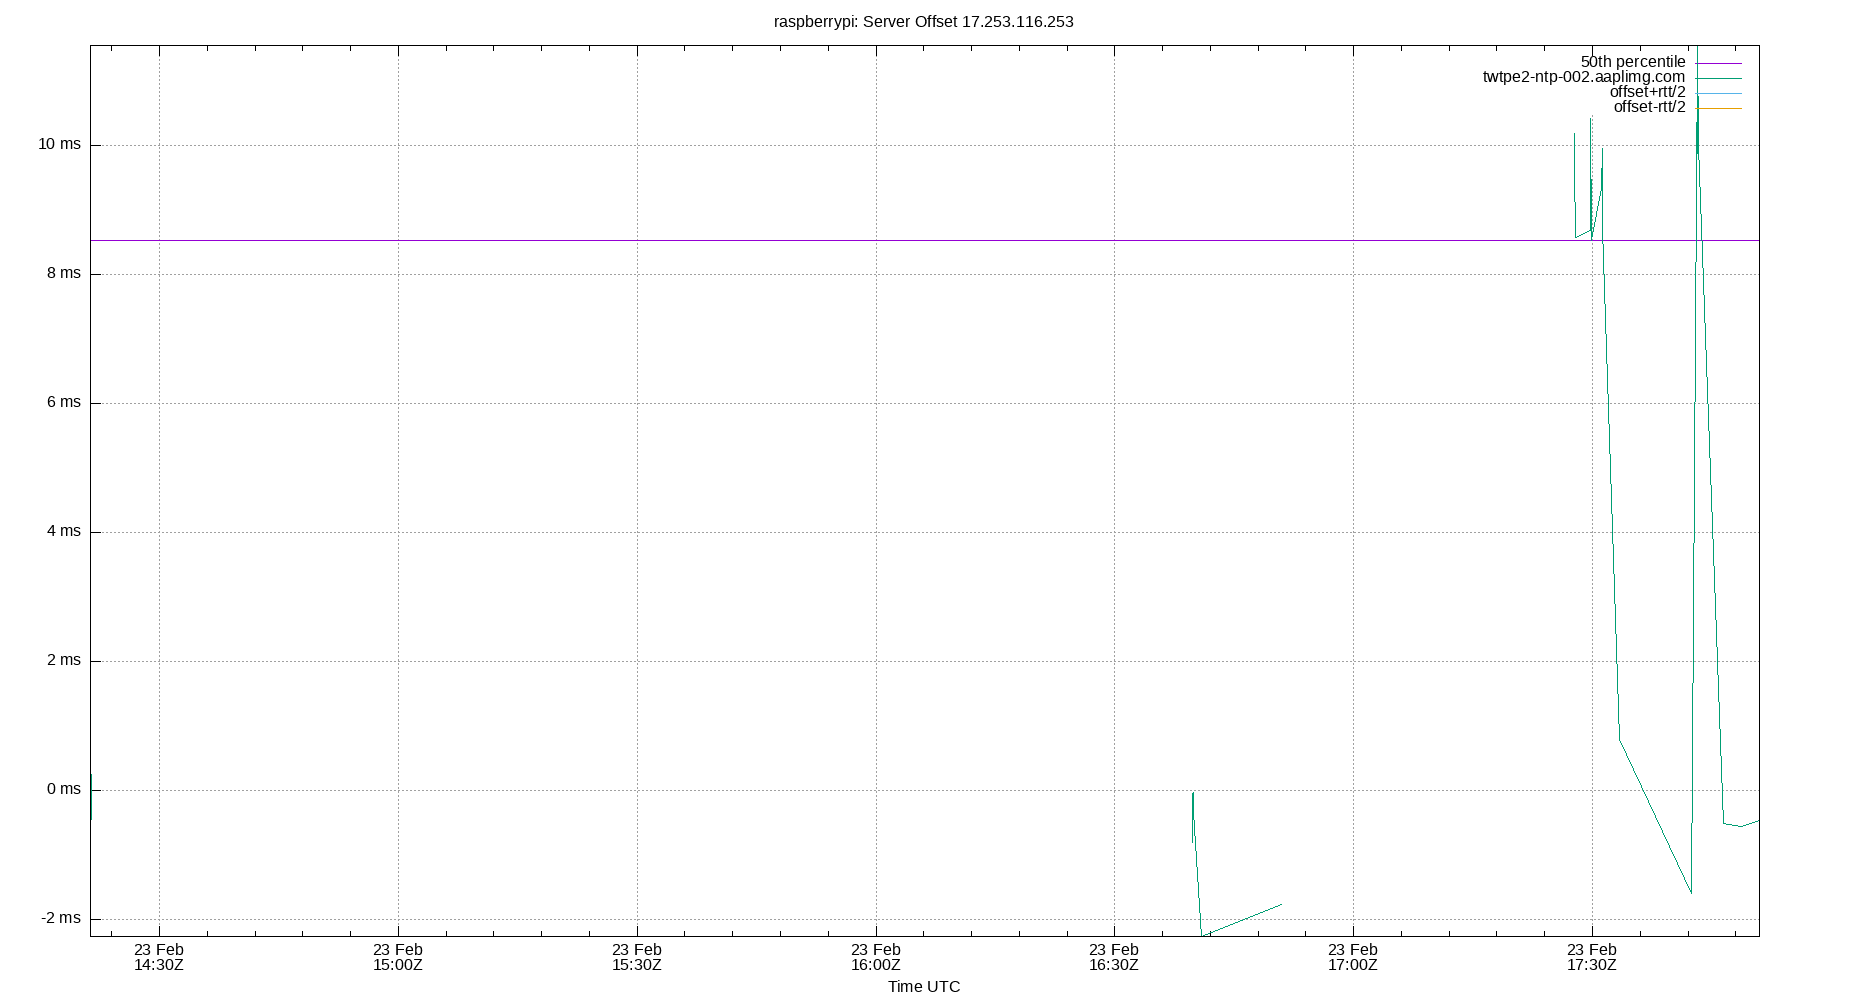 raspberrypi: Server Offset 17.253.116.253
50th percentile
twtpe2-ntp-002.aaplimg.com
offset+rtt/2
offset-rtt/2
10 ms
8 ms
6 ms
4 ms
2 ms
0 ms
-2 ms
23 Feb 23 Feb 23 Feb 23 Feb 23 Feb 23 Feb 23 Feb
14:30Z 15:00Z 15:30Z 16:00Z 16:30Z 17:00Z 17:30Z
Time UTC